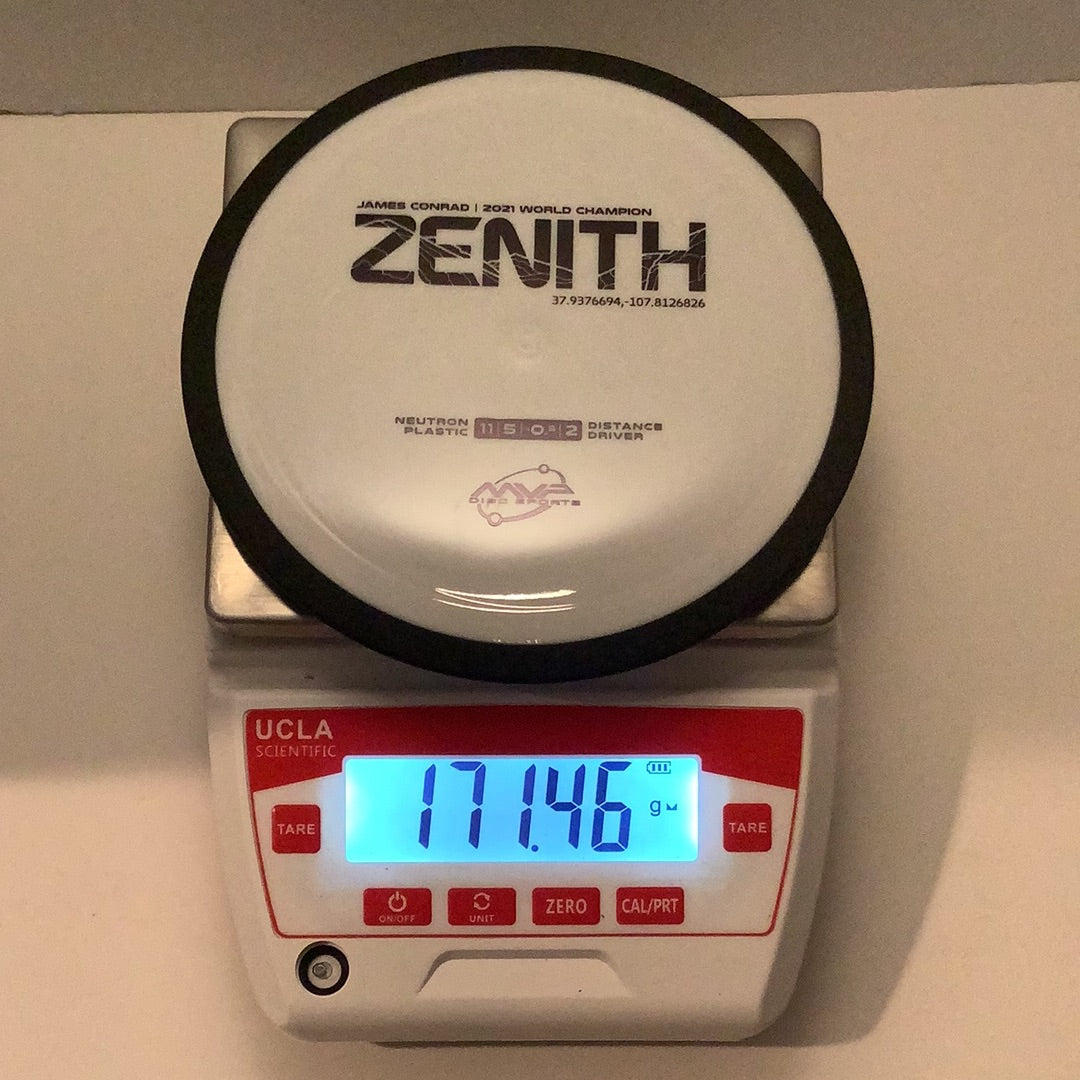 JAMES CONRAD | 2021 WORLD CHAMPION
ZENITH
37.9376694,-107.8126826
NEUTRON PLASTIC
11 | 5 | -0.5 | 2
DISTANCE DRIVER
MVP
DISC SPORTS
UCLA
SCIENTIFIC
171.46
g
TARE
TARE
ON/OFF
UNIT
ZERO
CAL/PRT